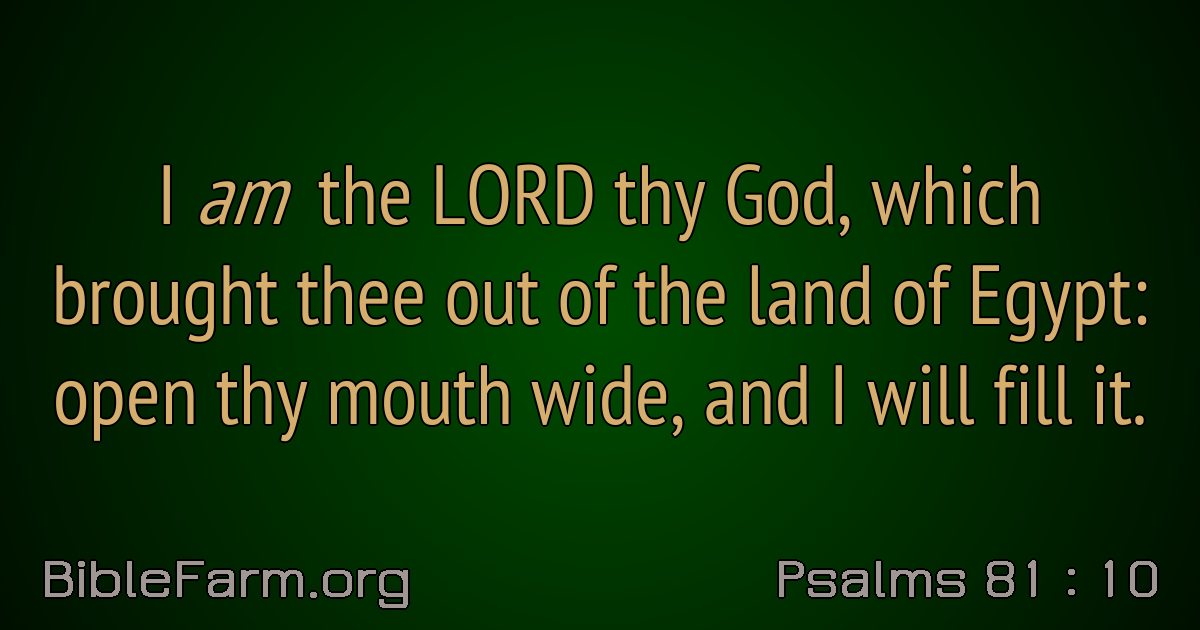 I am the LORD thy God, which
brought thee out of the land of Egypt:
open thy mouth wide, and I will fill it.
BibleFarm.org
Psalms 81 : 10